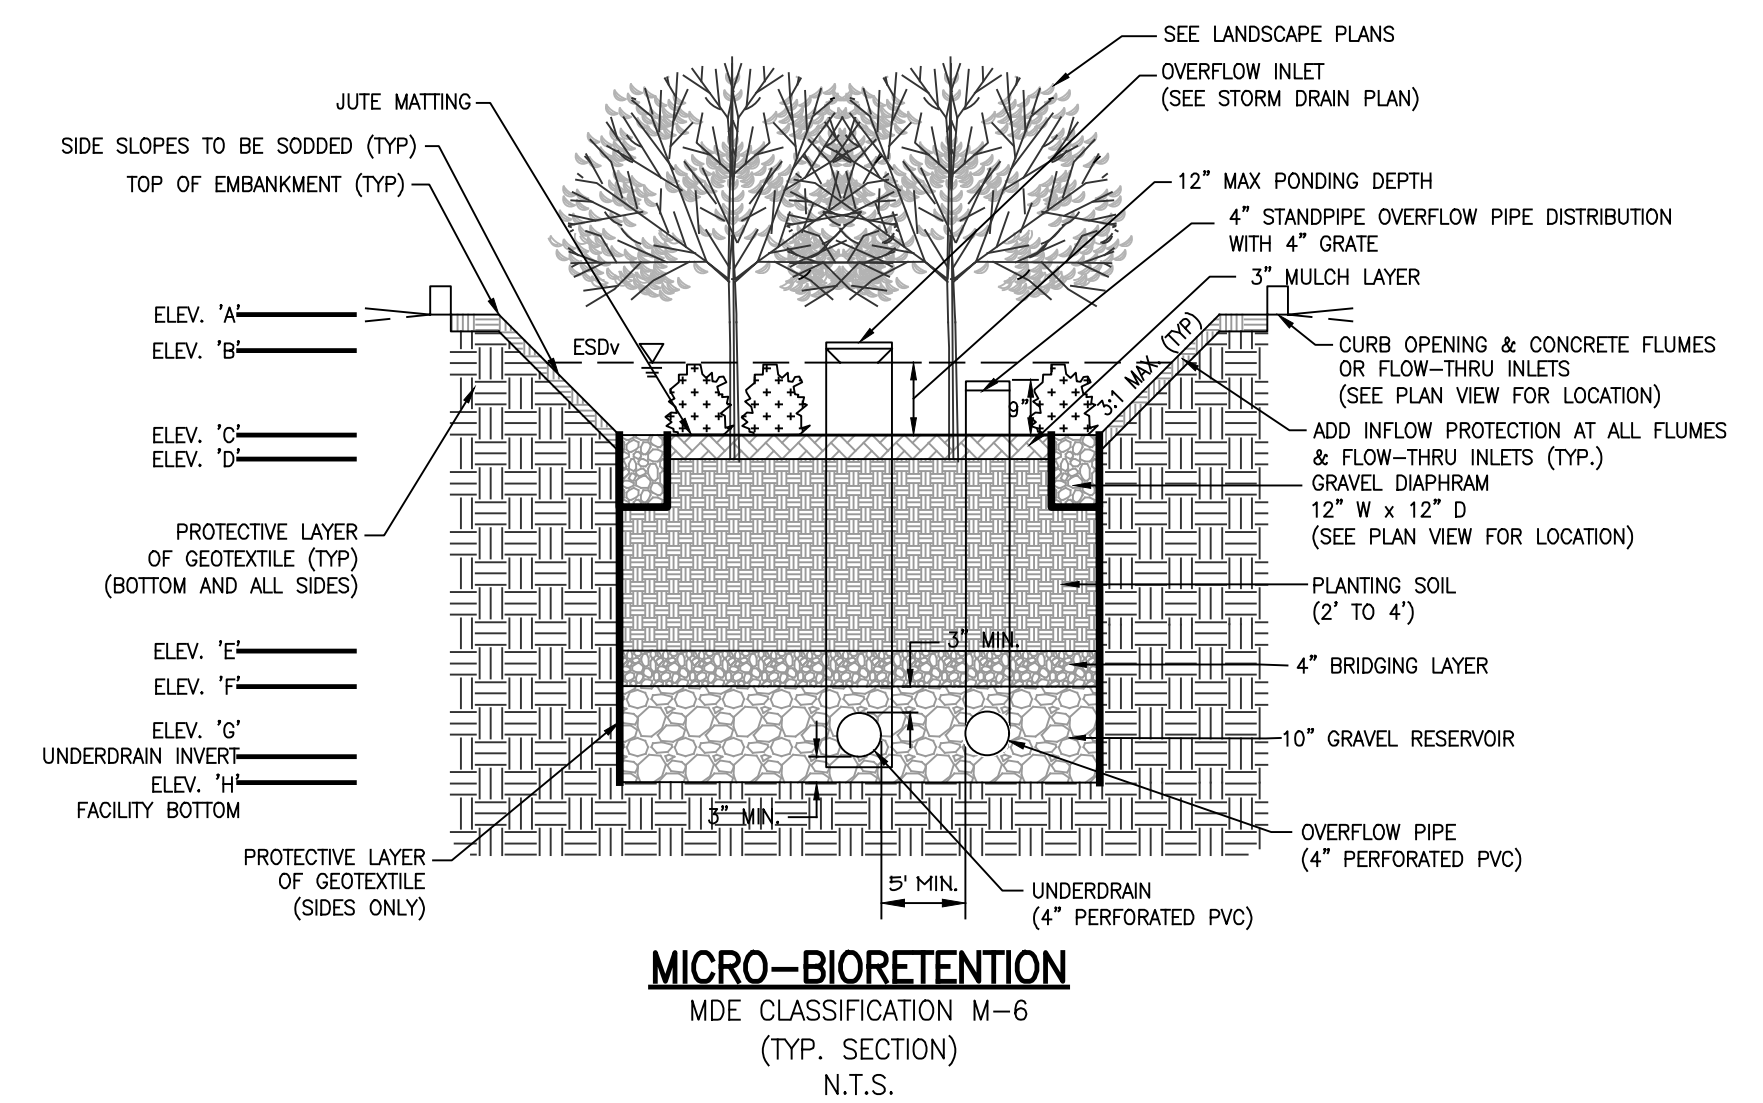 SEE LANDSCAPE PLANS
OVERFLOW INLET
(SEE STORM DRAIN PLAN)
JUTE MATTING
SIDE SLOPES TO BE SODDED (TYP)
TOP OF EMBANKMENT (TYP)
12" MAX PONDING DEPTH
4" STANDPIPE OVERFLOW PIPE DISTRIBUTION
WITH 4" GRATE
3" MULCH LAYER
ELEV. 'A'
ELEV. 'B'
ESDv
3:1 MAX. (TYP)
9"
CURB OPENING & CONCRETE FLUMES
OR FLOW-THRU INLETS
(SEE PLAN VIEW FOR LOCATION)
ELEV. 'C'
ELEV. 'D'
ADD INFLOW PROTECTION AT ALL FLUMES
& FLOW-THRU INLETS (TYP.)
GRAVEL DIAPHRAM
12" W x 12" D
(SEE PLAN VIEW FOR LOCATION)
PROTECTIVE LAYER
OF GEOTEXTILE (TYP)
(BOTTOM AND ALL SIDES)
PLANTING SOIL
(2' TO 4')
3" MIN.
ELEV. 'E'
4" BRIDGING LAYER
ELEV. 'F'
ELEV. 'G'
UNDERDRAIN INVERT
10" GRAVEL RESERVOIR
ELEV. 'H'
FACILITY BOTTOM
3" MIN.
OVERFLOW PIPE
(4" PERFORATED PVC)
PROTECTIVE LAYER
OF GEOTEXTILE
(SIDES ONLY)
5' MIN.
UNDERDRAIN
(4" PERFORATED PVC)
MICRO-BIORETENTION
MDE CLASSIFICATION M-6
(TYP. SECTION)
N.T.S.